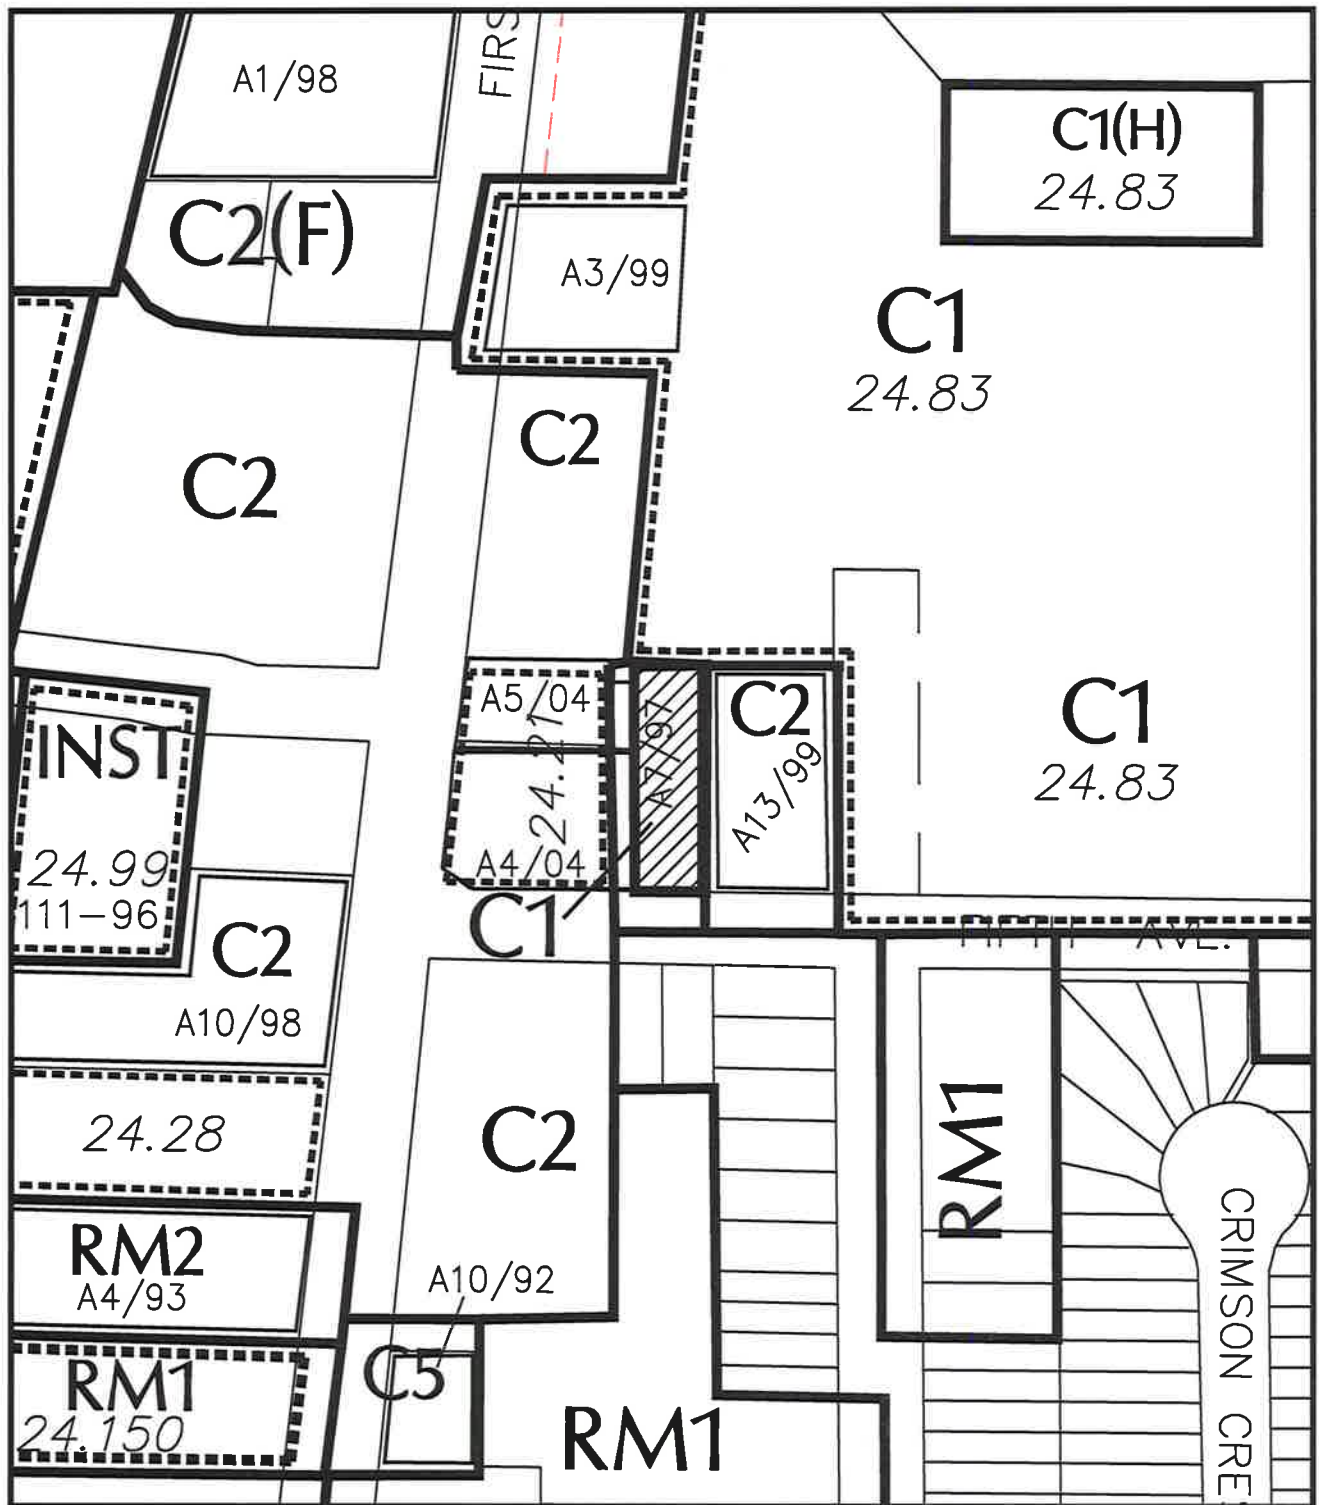 FIRS
A1/98
C1(H)
24.83
C2(F)
A3/99
C1
24.83
C2
C2
A5/04
24.21
A7/97
C2
A13/99
C1
24.83
INST
24.99
111-96
A4/04
C1
FIFTH AVE.
C2
A10/98
24.28
C2
RM1
RM2
A4/93
A10/92
CRIMSON CRE
C5
RM1
24.150
RM1